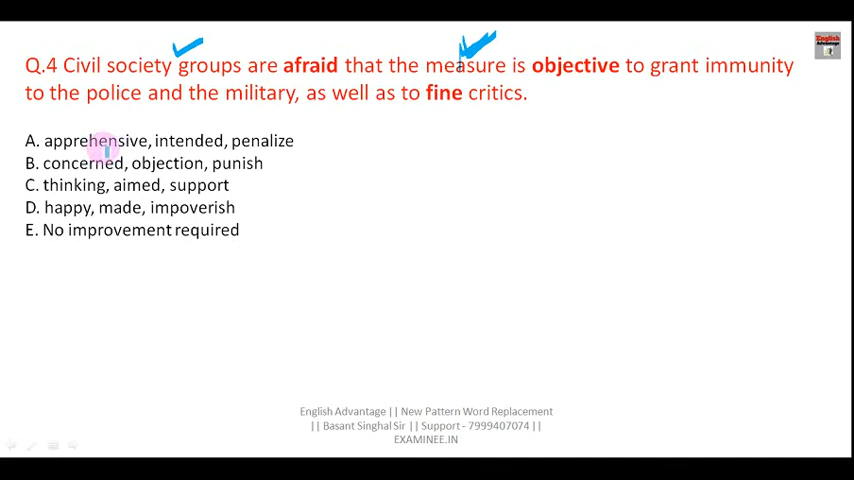 English
Advantage
Q.4 Civil society groups are afraid that the measure is objective to grant immunity
to the police and the military, as well as to fine critics.
A. apprehensive, intended, penalize
B. concerned, objection, punish
C. thinking, aimed, support
D. happy, made, impoverish
E. No improvement required
English Advantage || New Pattern Word Replacement
|| Basant Singhal Sir || Support - 7999407074 ||
EXAMINEE.IN